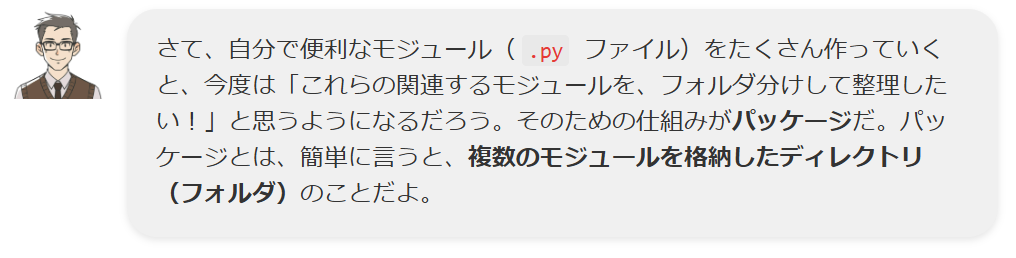 さて、自分で便利なモジュール（ .py ファイル）をたくさん作っていく
と、今度は「これらの関連するモジュールを、フォルダ分けして整理した
い！」と思うようになるだろう。そのための仕組みがパッケージだ。パッ
ケージとは、簡単に言うと、複数のモジュールを格納したディレクトリ
（フォルダ）のことだよ。